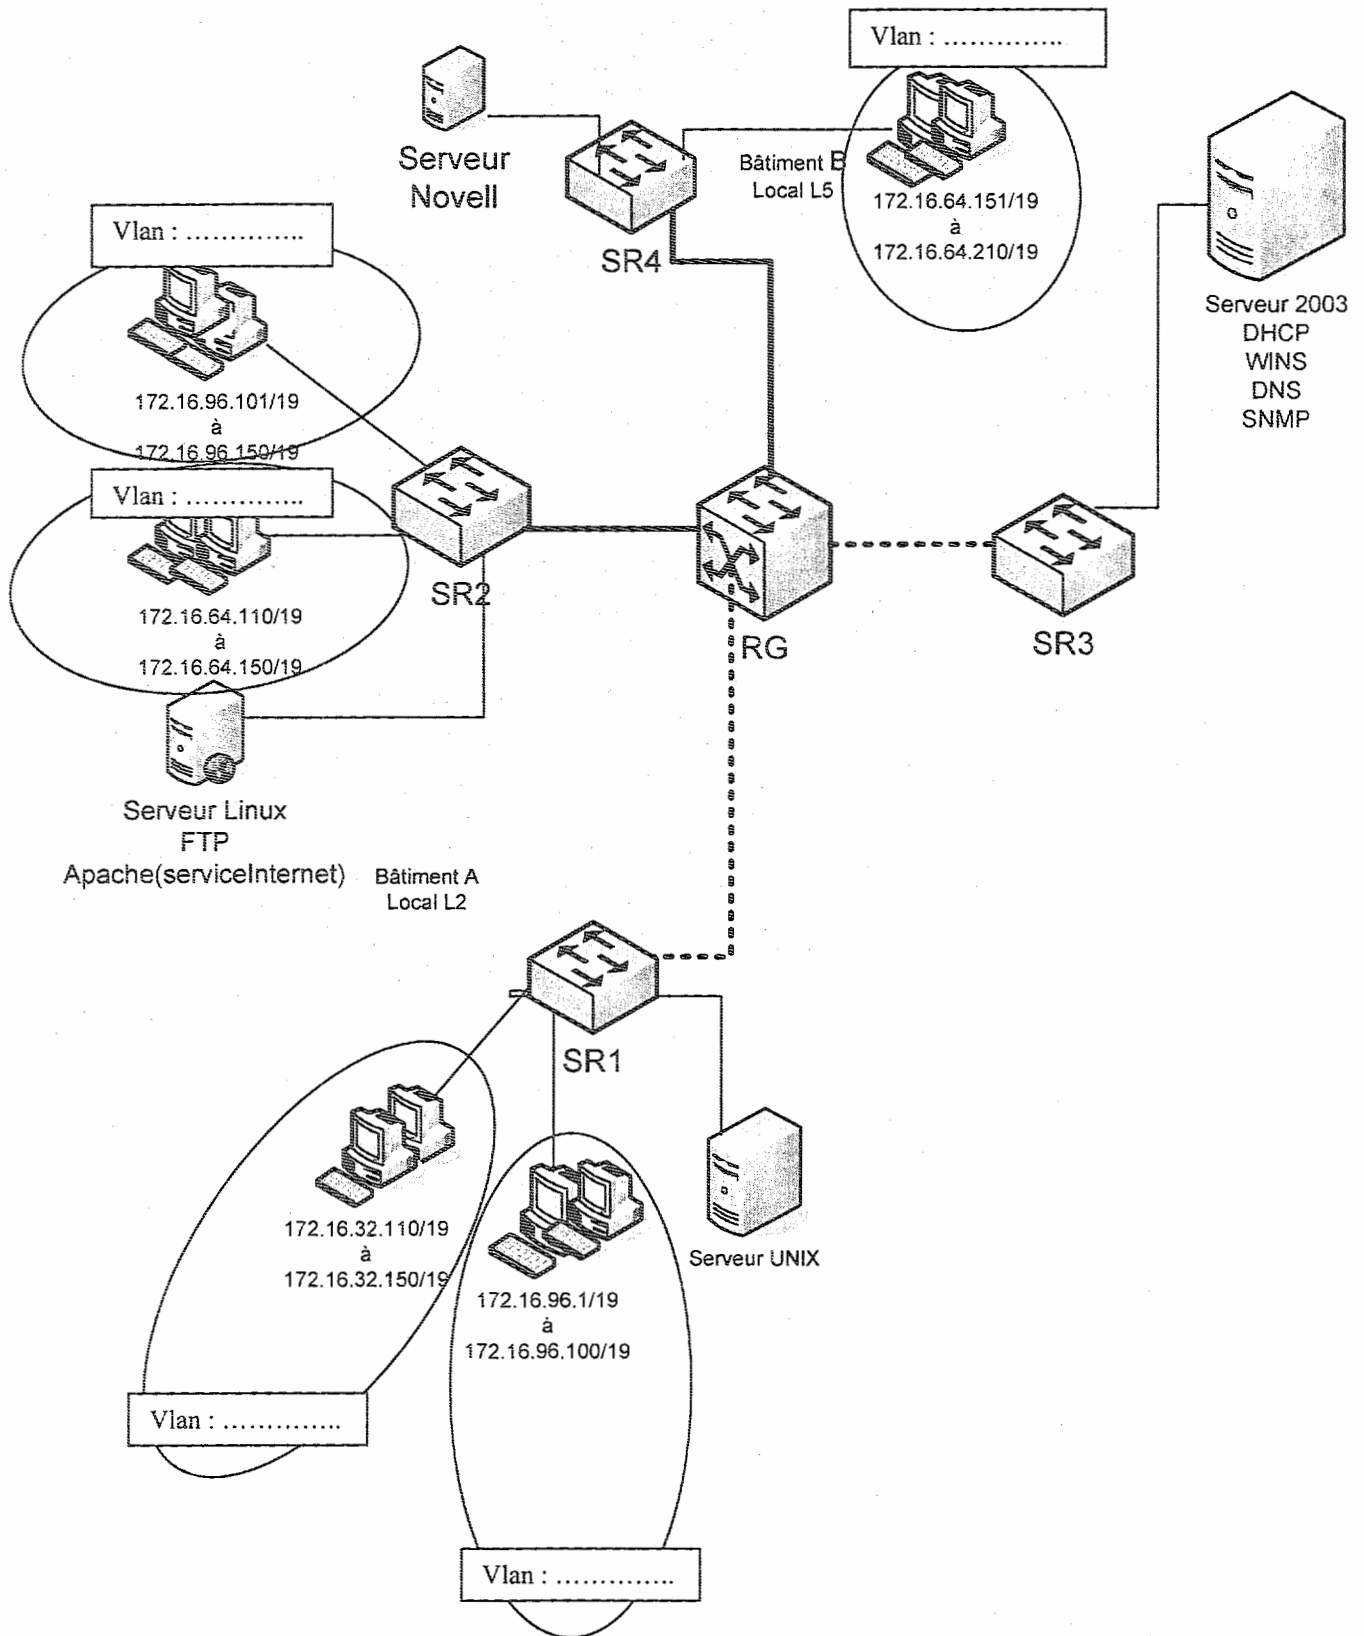 Vlan : …………..
Serveur
Novell
SR4
Bâtiment B
Local L5
172.16.64.151/19
à
172.16.64.210/19
Serveur 2003
DHCP
WINS
DNS
SNMP
Vlan : …………..
172.16.96.101/19
à
172.16.96.150/19
Vlan : …………..
172.16.64.110/19
à
172.16.64.150/19
SR2
RG
SR3
Serveur Linux
FTP
Apache(serviceInternet)
Bâtiment A
Local L2
SR1
172.16.32.110/19
à
172.16.32.150/19
Vlan : …………..
172.16.96.1/19
à
172.16.96.100/19
Serveur UNIX
Vlan : …………..